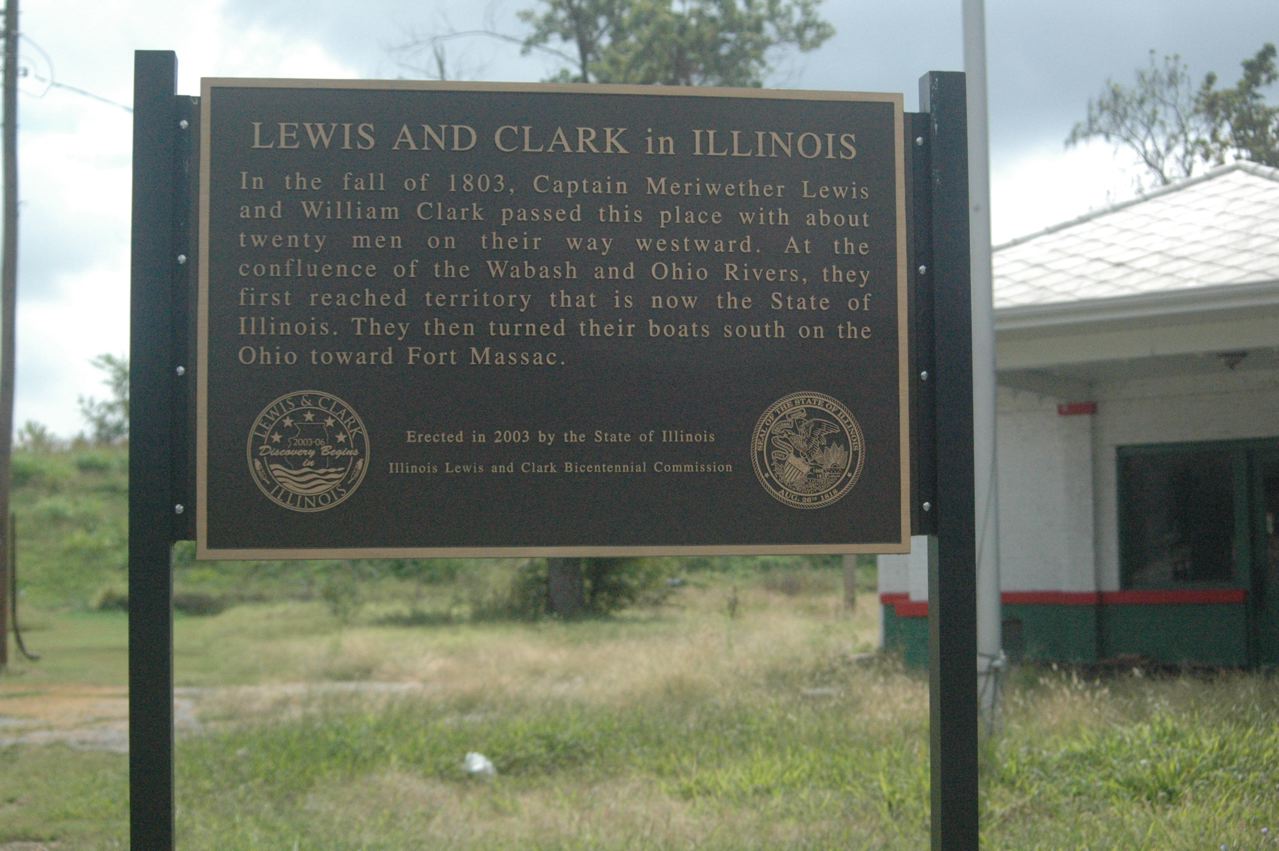 LEWIS AND CLARK in ILLINOIS
In the fall of 1803, Captain Meriwether Lewis
and William Clark passed this place with about
twenty men on their way westward. At the
confluence of the Wabash and Ohio Rivers, they
first reached territory that is now the State of
Illinois. They then turned their boats south on the
Ohio toward Fort Massac.
LEWIS & CLARK
2003-06
Discovery Begins
in
ILLINOIS
Erected in 2003 by the State of Illinois
Illinois Lewis and Clark Bicentennial Commission
SEAL OF THE STATE OF ILLINOIS
AUG. 26TH 1818